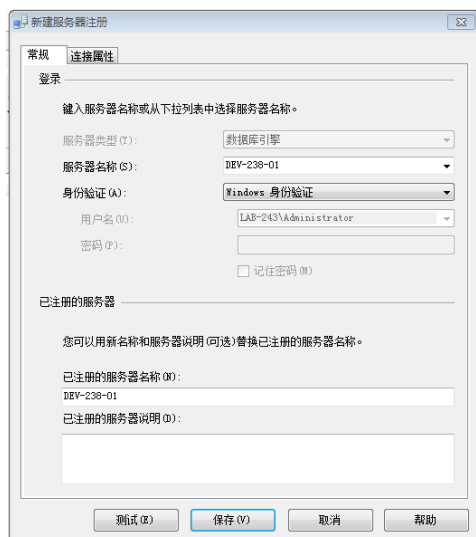 新建服务器注册
常规 连接属性
登录
键入服务器名称或从下拉列表中选择服务器名称。
服务器类型(T): 数据库引擎
服务器名称(S): DEV-238-01
身份验证(A): Windows 身份验证
用户名(U): LAB-243\Administrator
密码(P):
记住密码(M)
已注册的服务器
您可以用新名称和服务器说明(可选)替换已注册的服务器名称。
已注册的服务器名称(N):
DEV-238-01
已注册的服务器说明(D):
测试(E) 保存(V) 取消 帮助